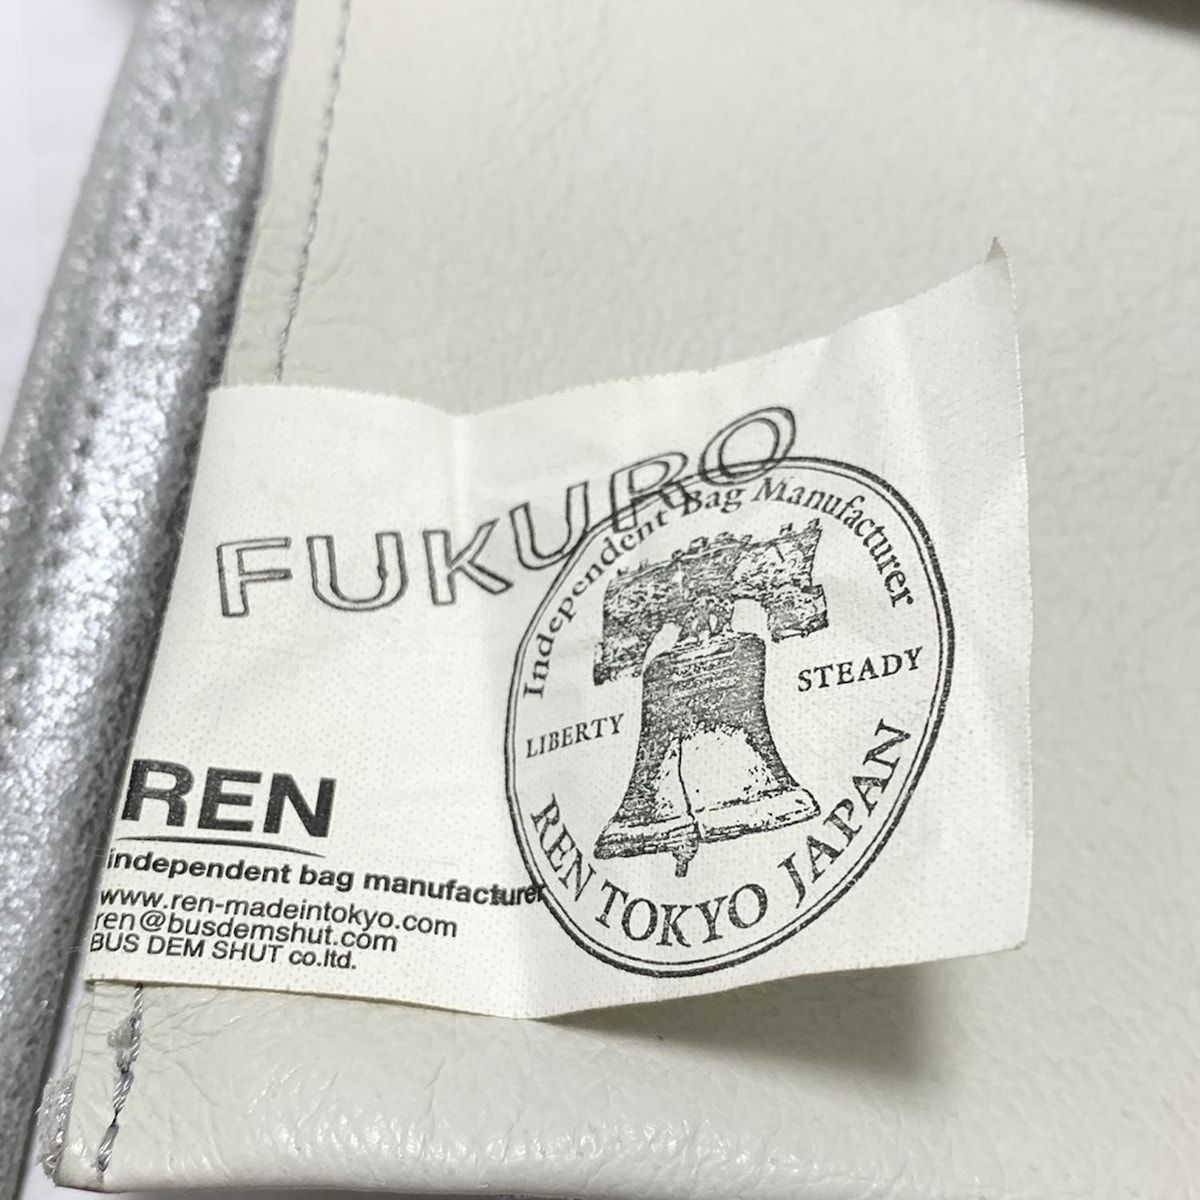 FUKURO
Independent Bag Manufacturer
LIBERTY
STEADY
REN TOKYO JAPAN
REN
independent bag manufacturer
www.ren-madeintokyo.com
ren@busdemshut.com
BUS DEM SHUT co.ltd.